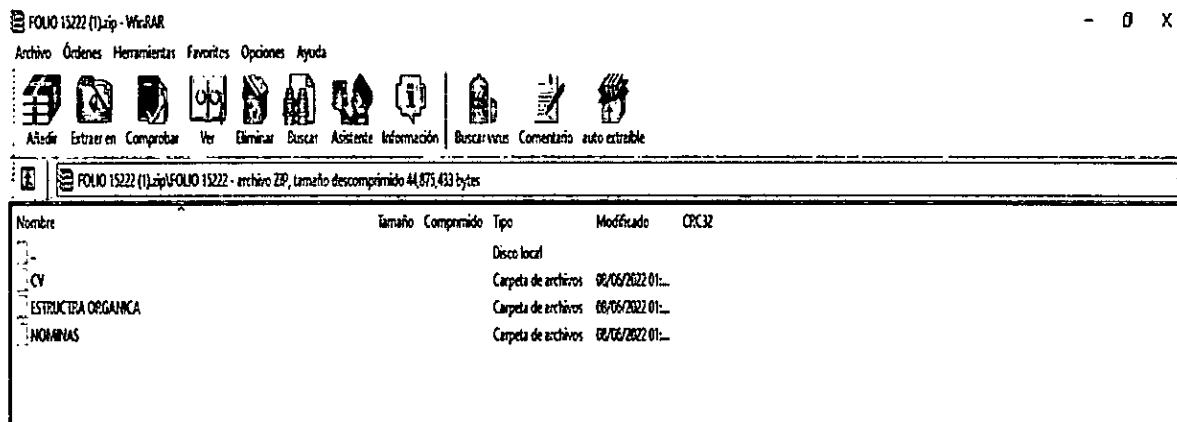 FOLIO 15222 (1).zip - WinRAR
Archivo Órdenes Herramientas Favoritos Opciones Ayuda
Añadir Extraer en Comprobar Ver Eliminar Buscar Asistente Información Buscar virus Comentario auto extraible
FOLIO 15222 (1).zip\FOLIO 15222 - archivo ZIP, tamaño descomprimido 44,875,433 bytes
Nombre Tamaño Comprimido Tipo Modificado CRC32
.. Disco local
CV Carpeta de archivos 08/06/2022 01:...
ESTRUCTRA ORGANICA Carpeta de archivos 08/06/2022 01:...
NOMINAS Carpeta de archivos 08/06/2022 01:...